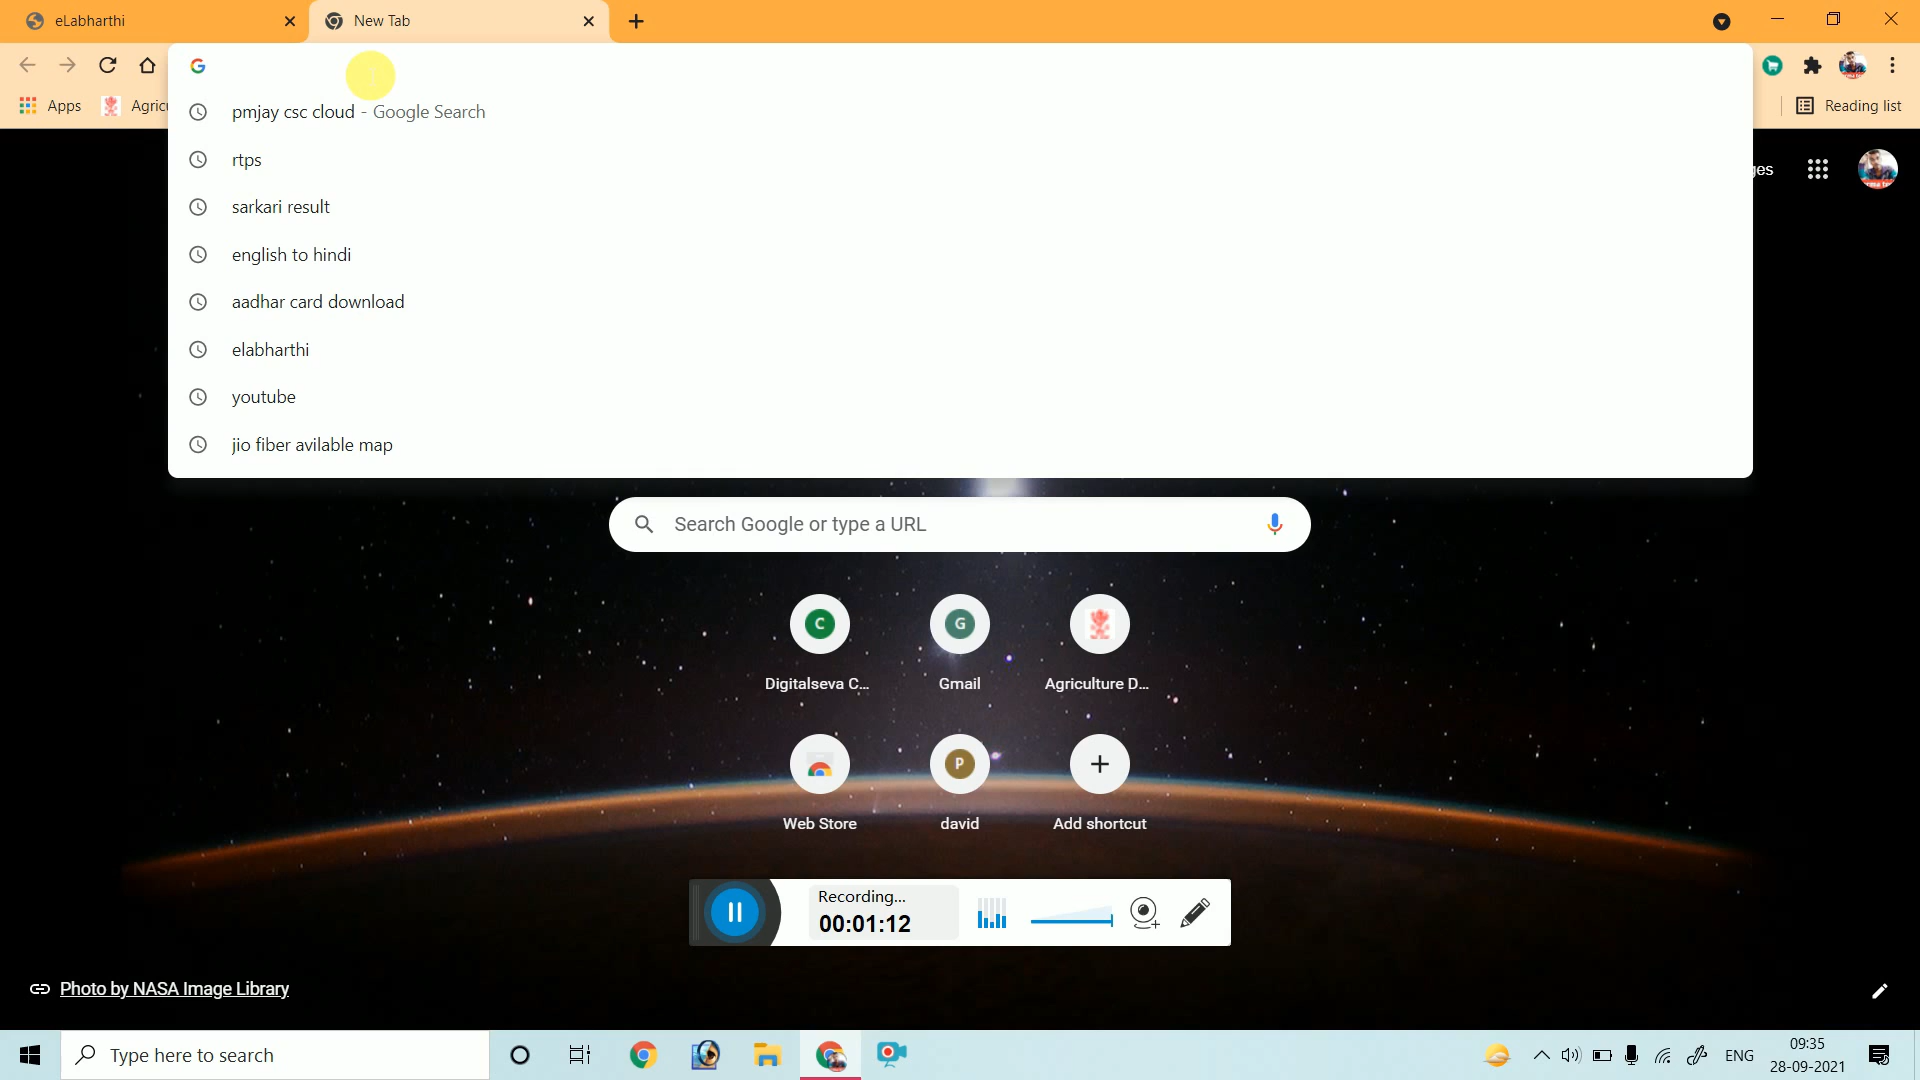 eLabharthi
New Tab
Apps
Agric
Reading list
pmjay csc cloud - Google Search
rtps
sarkari result
english to hindi
aadhar card download
elabharthi
youtube
jio fiber avilable map
ges
Search Google or type a URL
C
G
Digitalseva C...
Gmail
Agriculture D...
P
Web Store
david
Add shortcut
Recording...
00:01:12
Photo by NASA Image Library
Type here to search
ENG
09:35
28-09-2021